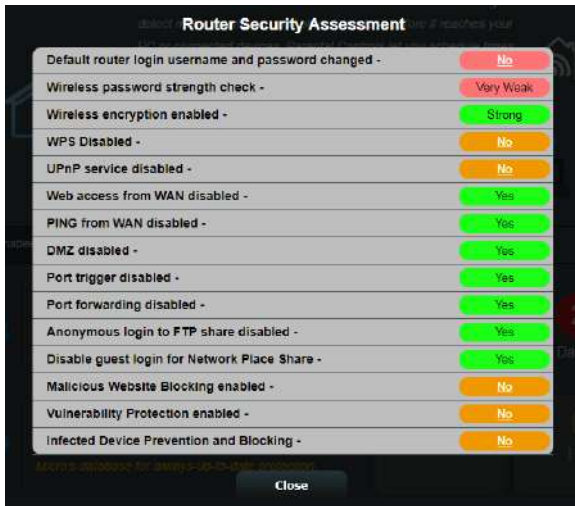 Router Security Assessment
Default router login username and password changed - No
Wireless password strength check - Very Weak
Wireless encryption enabled - Strong
WPS Disabled - No
UPnP service disabled - No
Web access from WAN disabled - Yes
PING from WAN disabled - Yes
DMZ disabled - Yes
Port trigger disabled - Yes
Port forwarding disabled - Yes
Anonymous login to FTP share disabled - Yes
Disable guest login for Network Place Share - Yes
Malicious Website Blocking enabled - No
Vulnerability Protection enabled - No
Infected Device Prevention and Blocking - No
Close